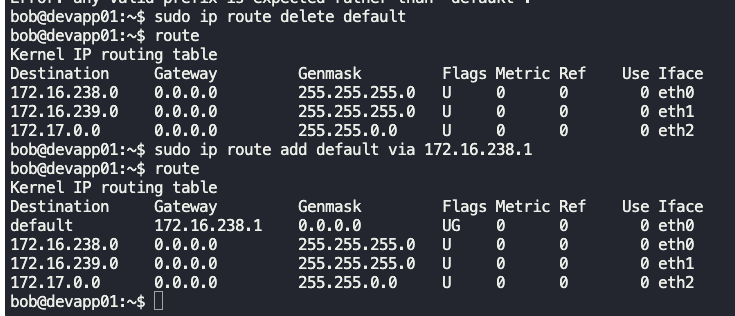 Error: any valid prefix is expected rather than "defaukt".
bob@devapp01:~$ sudo ip route delete default
bob@devapp01:~$ route
Kernel IP routing table
Destination     Gateway         Genmask         Flags Metric Ref    Use Iface
172.16.238.0    0.0.0.0         255.255.255.0   U     0      0        0 eth0
172.16.239.0    0.0.0.0         255.255.255.0   U     0      0        0 eth1
172.17.0.0      0.0.0.0         255.255.0.0     U     0      0        0 eth2
bob@devapp01:~$ sudo ip route add default via 172.16.238.1
bob@devapp01:~$ route
Kernel IP routing table
Destination     Gateway         Genmask         Flags Metric Ref    Use Iface
default         172.16.238.1    0.0.0.0         UG    0      0        0 eth0
172.16.238.0    0.0.0.0         255.255.255.0   U     0      0        0 eth0
172.16.239.0    0.0.0.0         255.255.255.0   U     0      0        0 eth1
172.17.0.0      0.0.0.0         255.255.0.0     U     0      0        0 eth2
bob@devapp01:~$